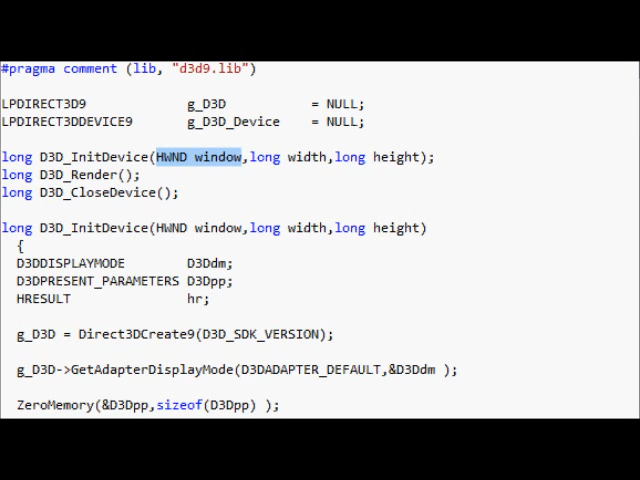 #pragma comment (lib, "d3d9.lib")
LPDIRECT3D9 g_D3D = NULL;
LPDIRECT3DDEVICE9 g_D3D_Device = NULL;
long D3D_InitDevice(HWND window,long width,long height);
long D3D_Render();
long D3D_CloseDevice();
long D3D_InitDevice(HWND window,long width,long height)
{
D3DDISPLAYMODE D3Ddm;
D3DPRESENT_PARAMETERS D3Dpp;
HRESULT hr;
g_D3D = Direct3DCreate9(D3D_SDK_VERSION);
g_D3D->GetAdapterDisplayMode(D3DADAPTER_DEFAULT,&D3Ddm );
ZeroMemory(&D3Dpp,sizeof(D3Dpp) );